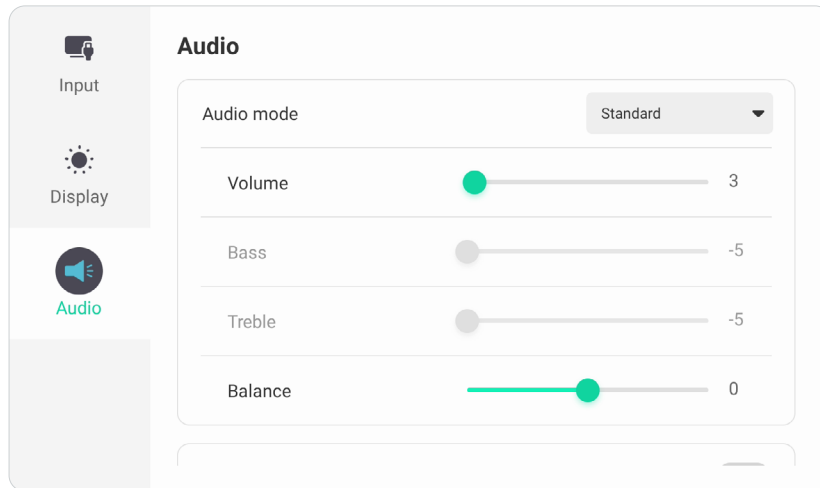 Input
Display
Audio
Audio
Audio mode
Standard
Volume
3
Bass
-5
Treble
-5
Balance
0